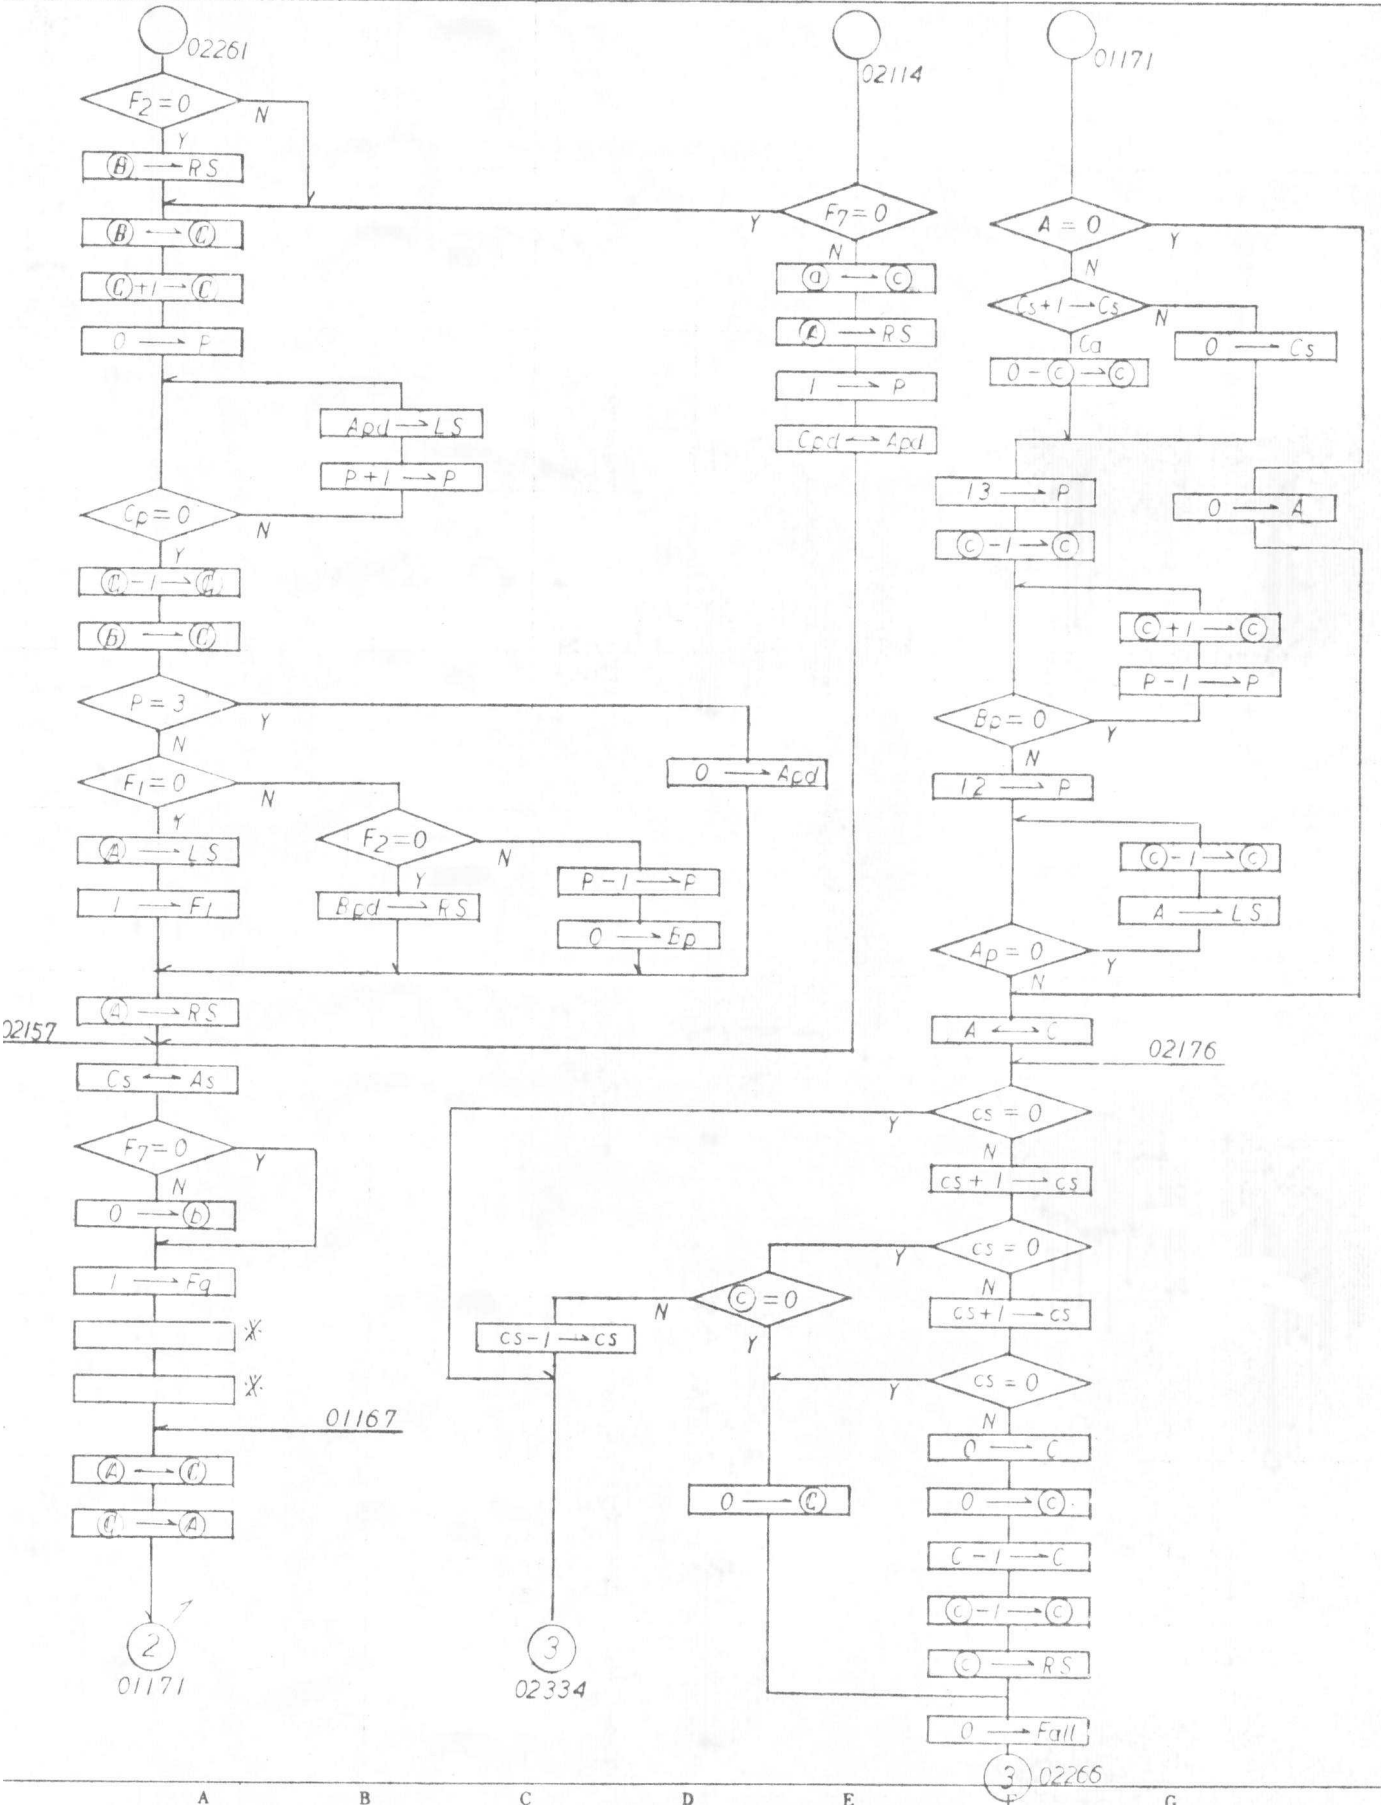 02261
F2=0
N
Y
Ⓑ → RS
Ⓑ ↔ Ⓒ
Ⓒ+1 → Ⓒ
0 → P
Apd → LS
P+1 → P
Cp=0
N
Y
Ⓒ-1 → Ⓒ
Ⓒ
P=3
Y
N
0 → Apd
F1=0
N
Y
F2=0
N
Y
Ⓐ → LS
1 → F1
Bpd → RS
P-1 → P
0 → Bp
Ⓐ → RS
02157
Cs ↔ As
F7=0
Y
N
0 → ⓑ
1 →
※
※
01167
Ⓐ ↔ Ⓒ
Ⓒ → Ⓐ
2
01171
02114
F7=0
Y
N
ⓐ ↔ ⓒ
Ⓐ → RS
1 → P
Cpd ↔ Apd
01171
A=0
Y
N
Cs+1 → Cs
N
Ca
0 → Cs
0-ⓒ → ⓒ
13 → P
0 → A
ⓒ-1 → ⓒ
ⓒ+1 → ⓒ
P-1 → P
Bp=0
Y
N
12 → P
ⓒ-1 → ⓒ
A → LS
Ap=0
Y
N
A ↔ C
02176
cs=0
Y
N
cs+1 → cs
cs=0
Y
N
ⓒ=0
N
Y
cs-1 → cs
cs+1 → cs
cs=0
Y
N
0 → C
0 → Ⓒ
0 → ⓒ
C-1 → C
ⓒ-1 → ⓒ
ⓒ → RS
0 → Fall
3
02334
3 02266
A B C D E F G